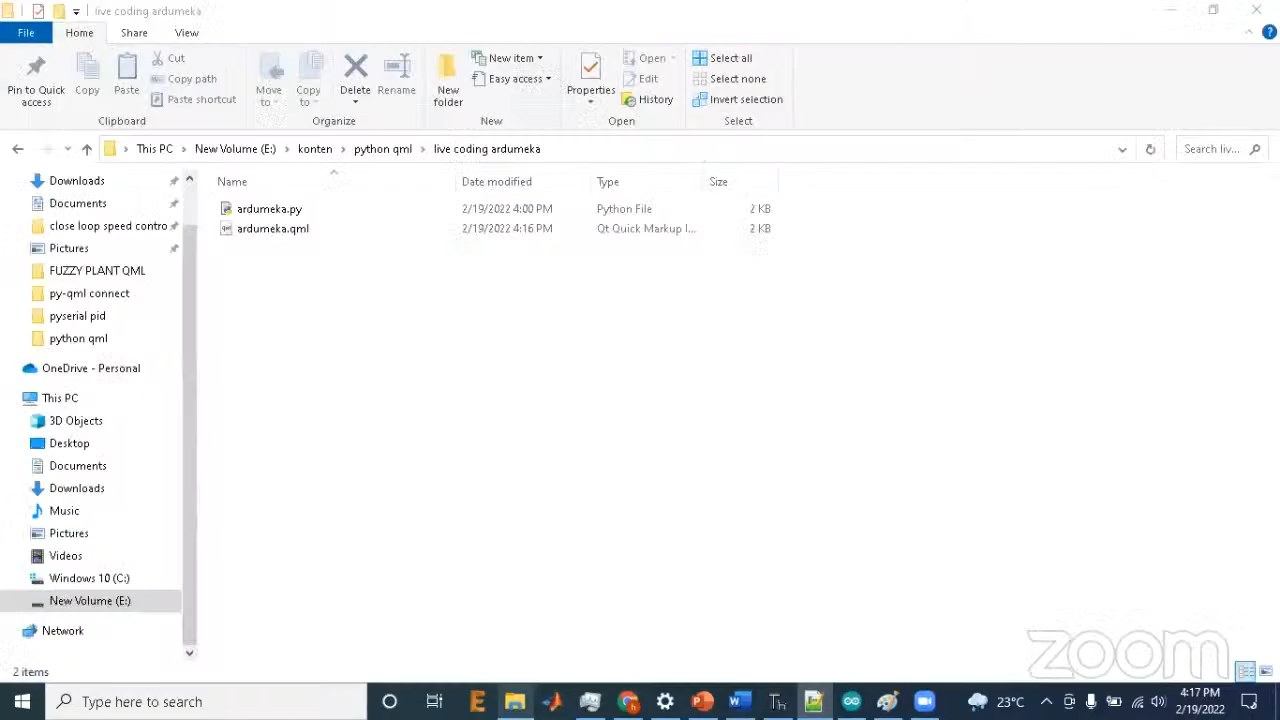 live coding ardumeka
File Home Share View
Pin to Quick access
Copy
Paste
Cut
Copy path
Paste shortcut
Clipboard
Move to
Copy to
Delete
Rename
Organize
New folder
New item
Easy access
New
Properties
Open
Edit
History
Open
Select all
Select none
Invert selection
Select
This PC New Volume (E:) konten python qml live coding ardumeka
Search liv...
Name Date modified Type Size
ardumeka.py 2/19/2022 4:00 PM Python File 2 KB
ardumeka.qml 2/19/2022 4:16 PM Qt Quick Markup l... 2 KB
Downloads
Documents
close loop speed contro
Pictures
FUZZY PLANT QML
py-qml connect
pyserial pid
python qml
OneDrive - Personal
This PC
3D Objects
Desktop
Documents
Downloads
Music
Pictures
Videos
Windows 10 (C:)
New Volume (E:)
Network
2 items
zoom
Type here to search
23°C
4:17 PM
2/19/2022